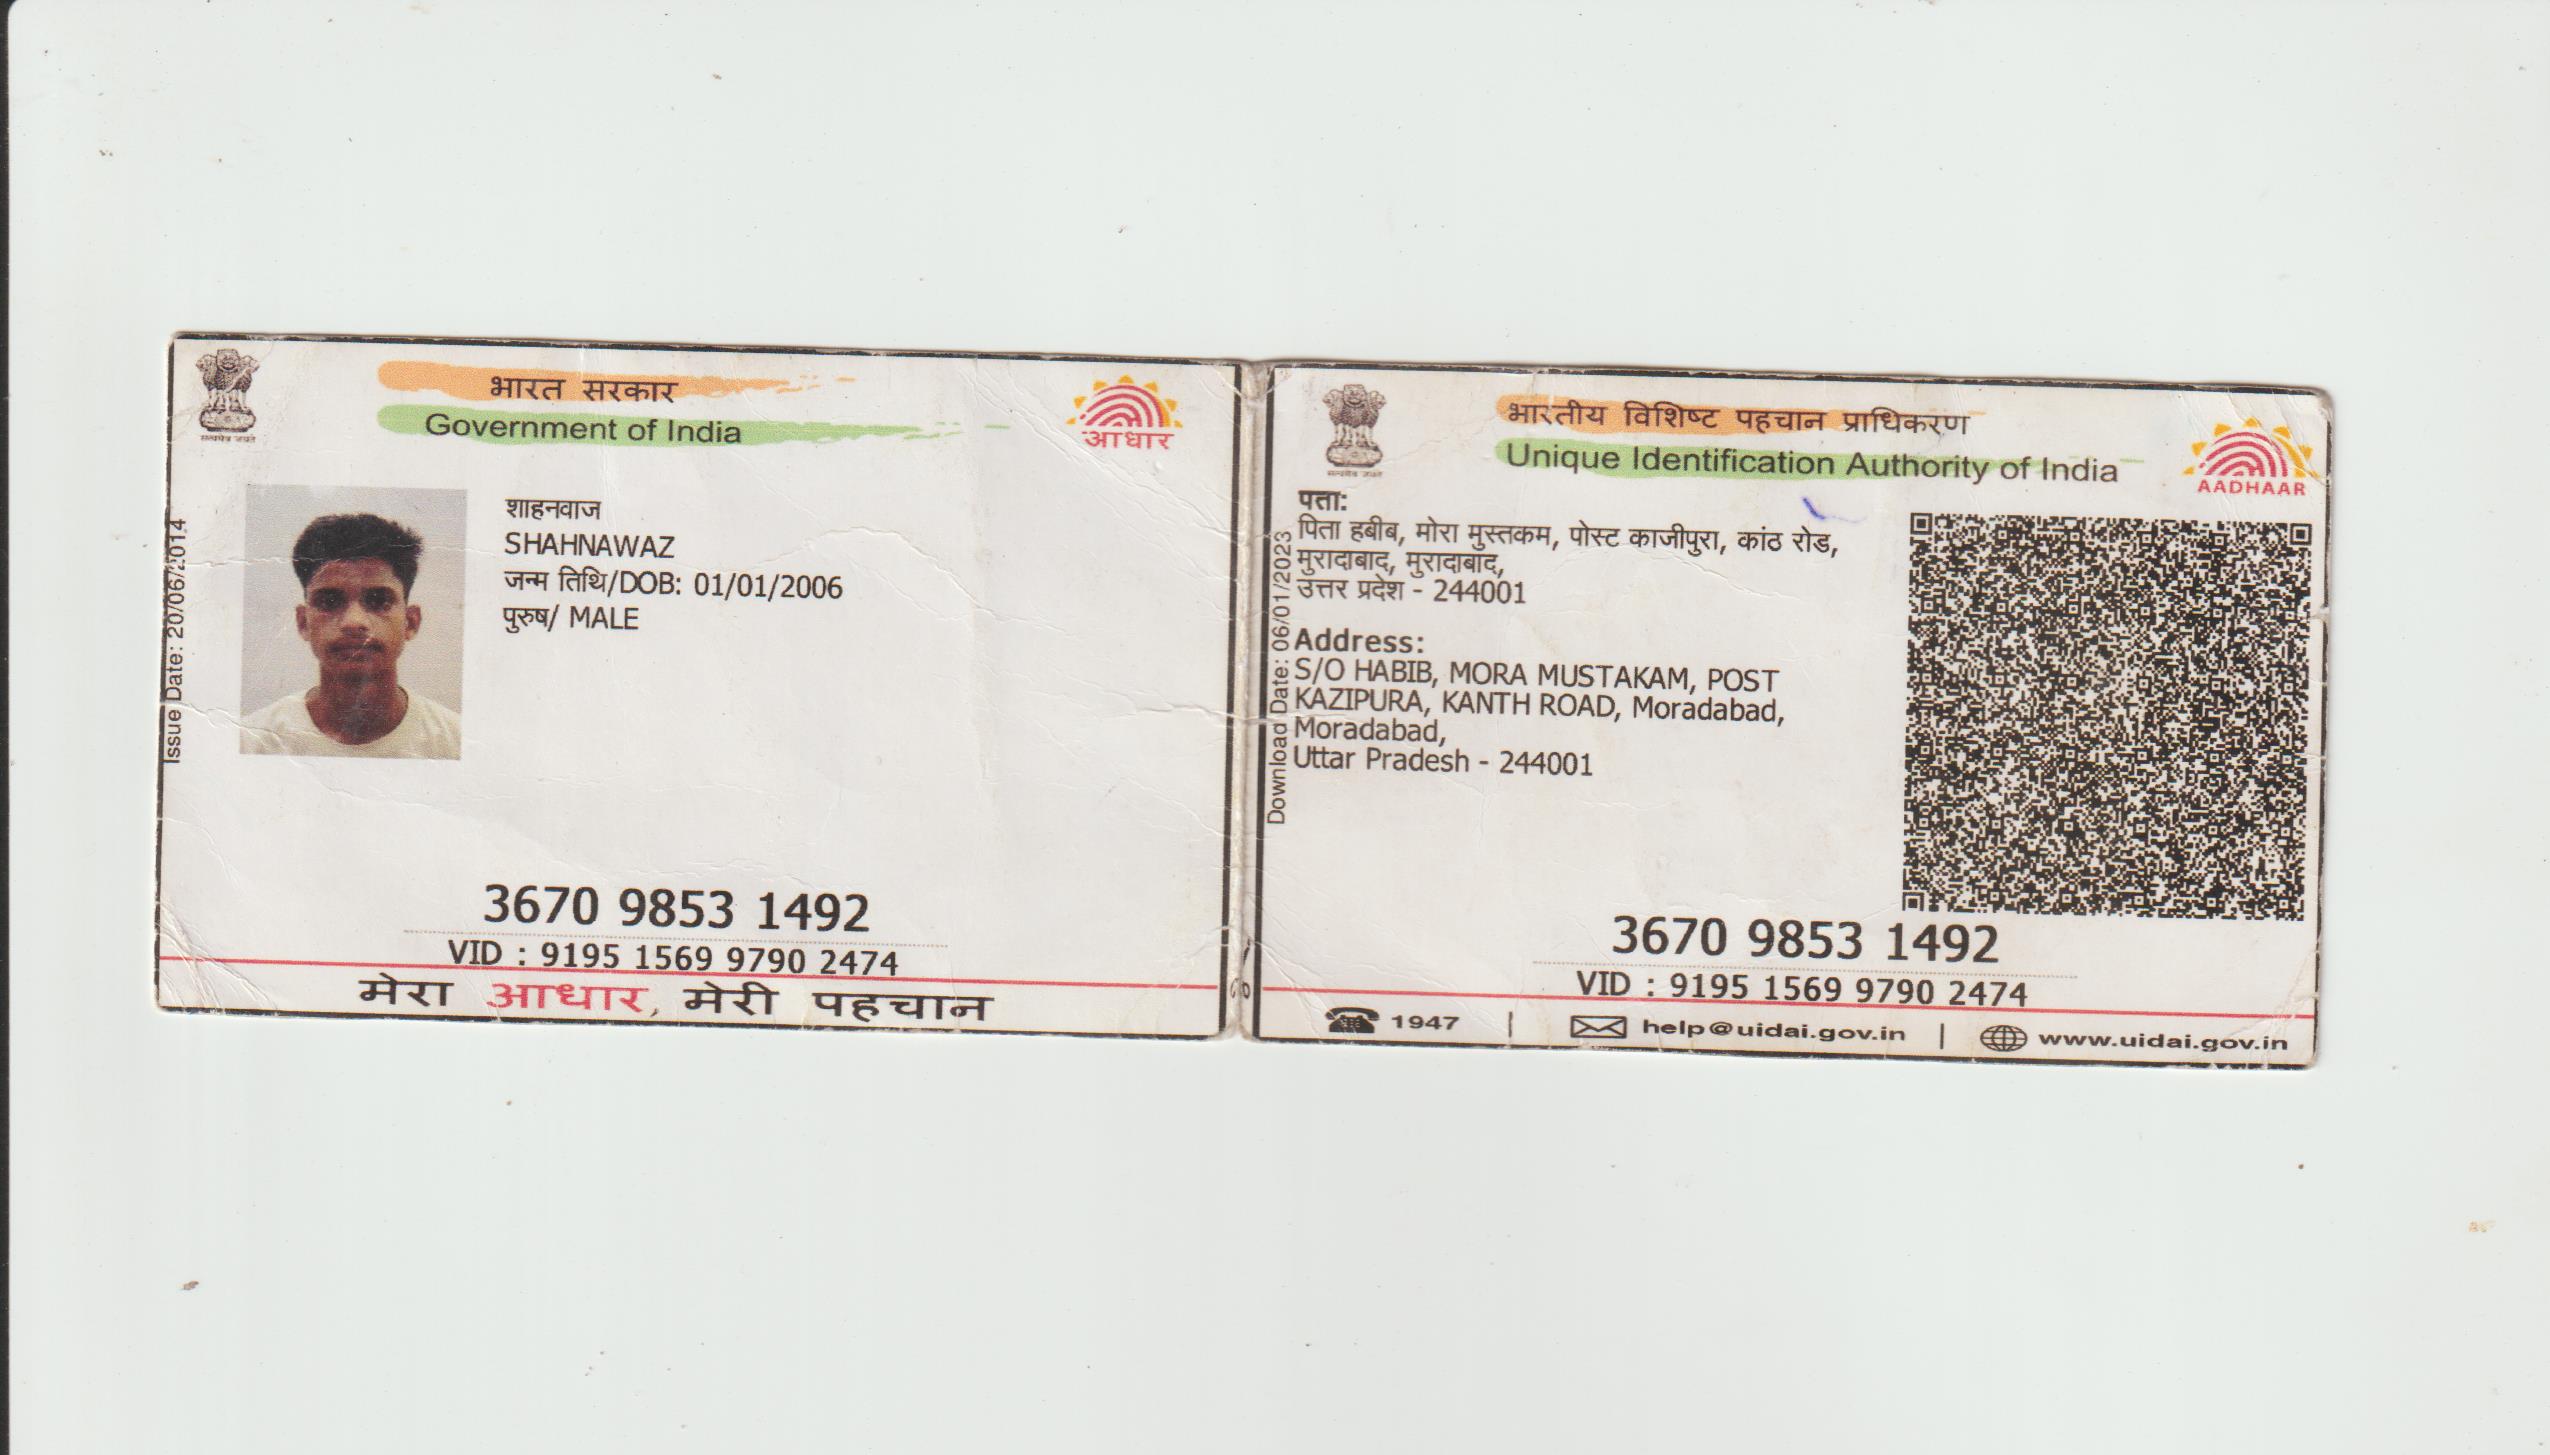 भारत सरकार
Government of India
आधार
Issue Date: 20/06/2014
शाहनवाज
SHAHNAWAZ
जन्म तिथि/DOB: 01/01/2006
पुरुष/ MALE
3670 9853 1492
VID : 9195 1569 9790 2474
मेरा आधार, मेरी पहचान
भारतीय विशिष्ट पहचान प्राधिकरण
Unique Identification Authority of India
AADHAAR
Download Date: 06/01/2023
पता:
पिता हबीब, मोरा मुस्तकम, पोस्ट काजीपुरा, कांठ रोड,
मुरादाबाद, मुरादाबाद,
उत्तर प्रदेश - 244001
Address:
S/O HABIB, MORA MUSTAKAM, POST
KAZIPURA, KANTH ROAD, Moradabad,
Moradabad,
Uttar Pradesh - 244001
3670 9853 1492
VID : 9195 1569 9790 2474
1947 | help@uidai.gov.in | www.uidai.gov.in